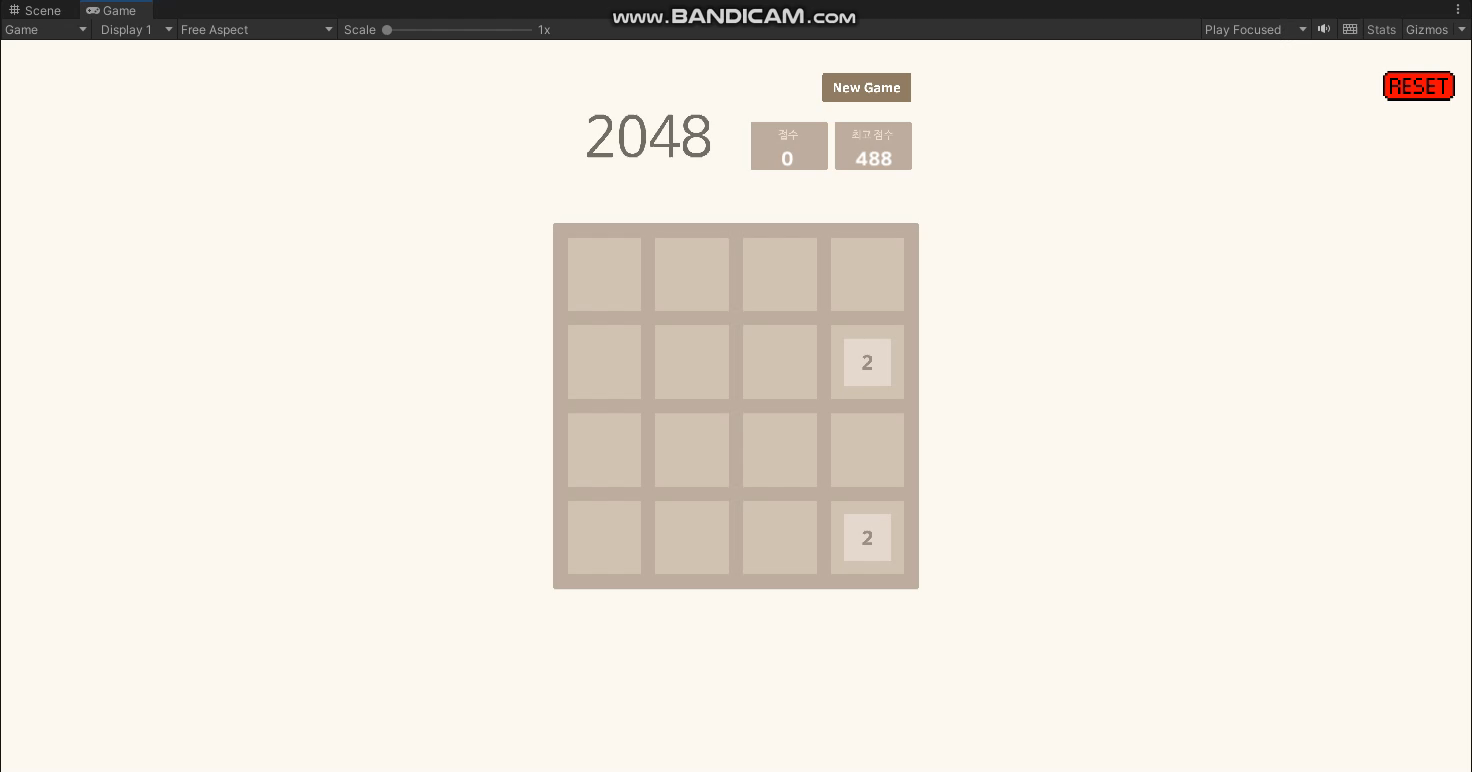 Scene Game
www.BANDICAM.com
Game Display 1 Free Aspect Scale 1x Play Focused Stats Gizmos
New Game
RESET
2048
점수 최고 점수
0 488
2
2